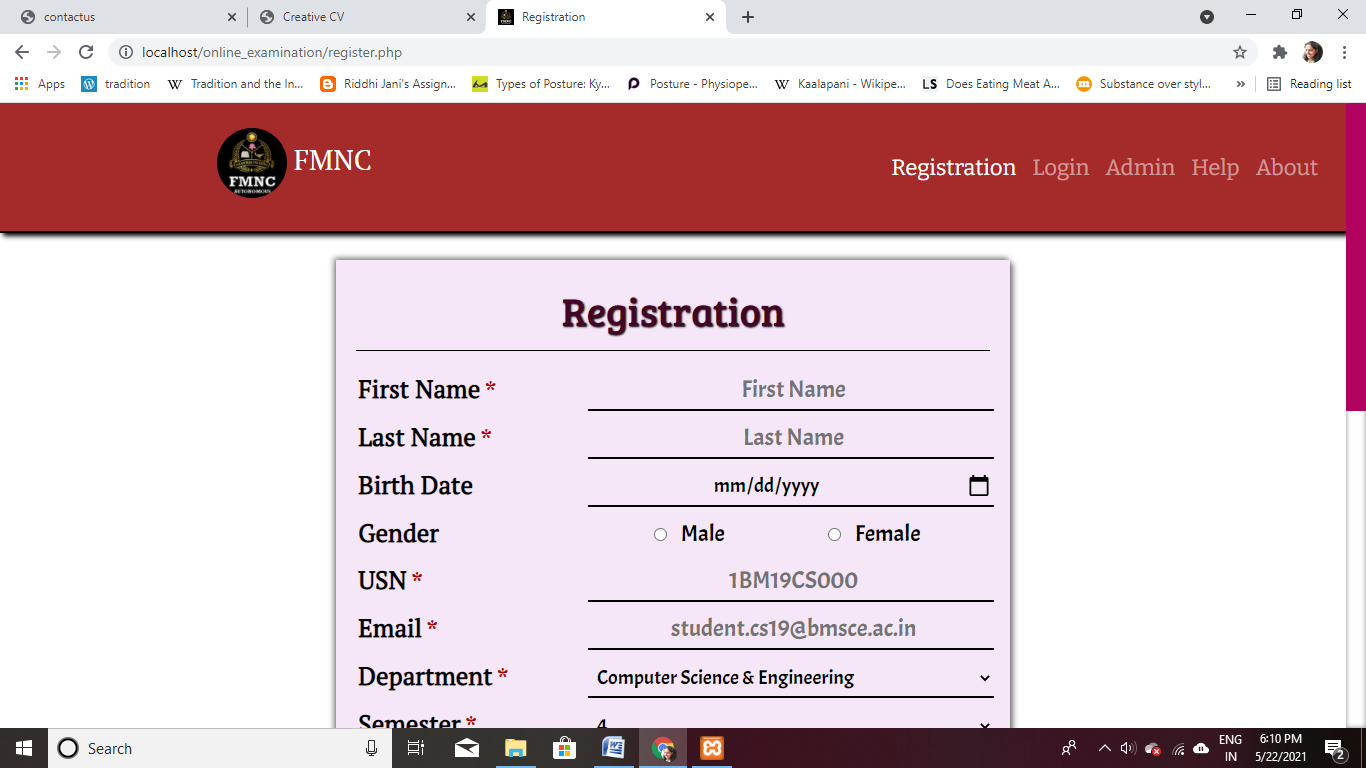 contactus
Creative CV
Registration
localhost/online_examination/register.php
Apps
tradition
Tradition and the In...
Riddhi Jani's Assign...
Types of Posture: Ky...
Posture - Physiope...
Kaalapani - Wikipe...
LS Does Eating Meat A...
Substance over styl...
»
Reading list
FMNC
AUTONOMOUS
FMNC
Registration
Login
Admin
Help
About
Registration
First Name *
First Name
Last Name *
Last Name
Birth Date
mm/dd/yyyy
Gender
Male
Female
USN *
1BM19CS000
Email *
student.cs19@bmsce.ac.in
Department *
Computer Science & Engineering
Semester *
4
Search
ENG
IN
6:10 PM
5/22/2021
2